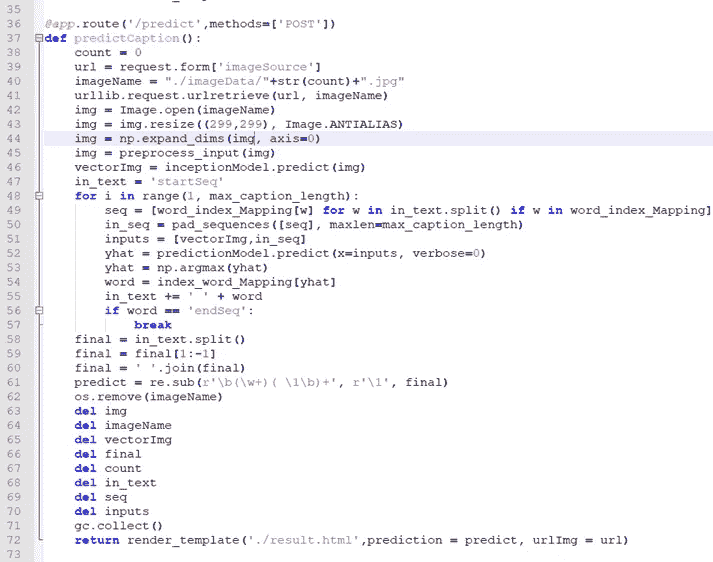 35
36 @app.route('/predict',methods=['POST'])
37 def predictCaption():
38     count = 0
39     url = request.form['imageSource']
40     imageName = "./imageData/"+str(count)+".jpg"
41     urllib.request.urlretrieve(url, imageName)
42     img = Image.open(imageName)
43     img = img.resize((299,299), Image.ANTIALIAS)
44     img = np.expand_dims(img, axis=0)
45     img = preprocess_input(img)
46     vectorImg = inceptionModel.predict(img)
47     in_text = 'startSeq'
48     for i in range(1, max_caption_length):
49         seq = [word_index_Mapping[w] for w in in_text.split() if w in word_index_Mapping]
50         in_seq = pad_sequences([seq], maxlen=max_caption_length)
51         inputs = [vectorImg,in_seq]
52         yhat = predictionModel.predict(x=inputs, verbose=0)
53         yhat = np.argmax(yhat)
54         word = index_word_Mapping[yhat]
55         in_text += ' ' + word
56         if word == 'endSeq':
57             break
58     final = in_text.split()
59     final = final[1:-1]
60     final = ' '.join(final)
61     predict = re.sub(r'\b(\w+)( \1\b)+', r'\1', final)
62     os.remove(imageName)
63     del img
64     del imageName
65     del vectorImg
66     del final
67     del count
68     del in_text
69     del seq
70     del inputs
71     gc.collect()
72     return render_template('./result.html',prediction = predict, urlImg = url)
73